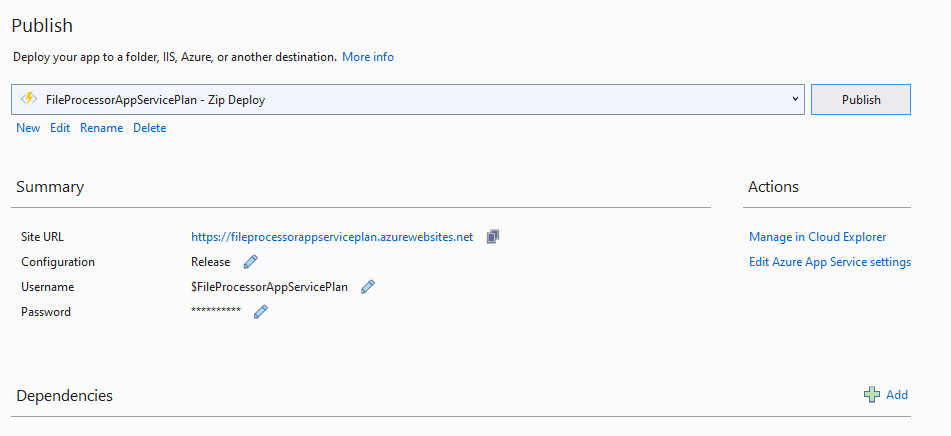 Publish
Deploy your app to a folder, IIS, Azure, or another destination. More info
FileProcessorAppServicePlan - Zip Deploy
Publish
New Edit Rename Delete
Summary
Actions
Site URL https://fileprocessorappserviceplan.azurewebsites.net
Manage in Cloud Explorer
Configuration Release
Edit Azure App Service settings
Username $FileProcessorAppServicePlan
Password **********
Dependencies
Add